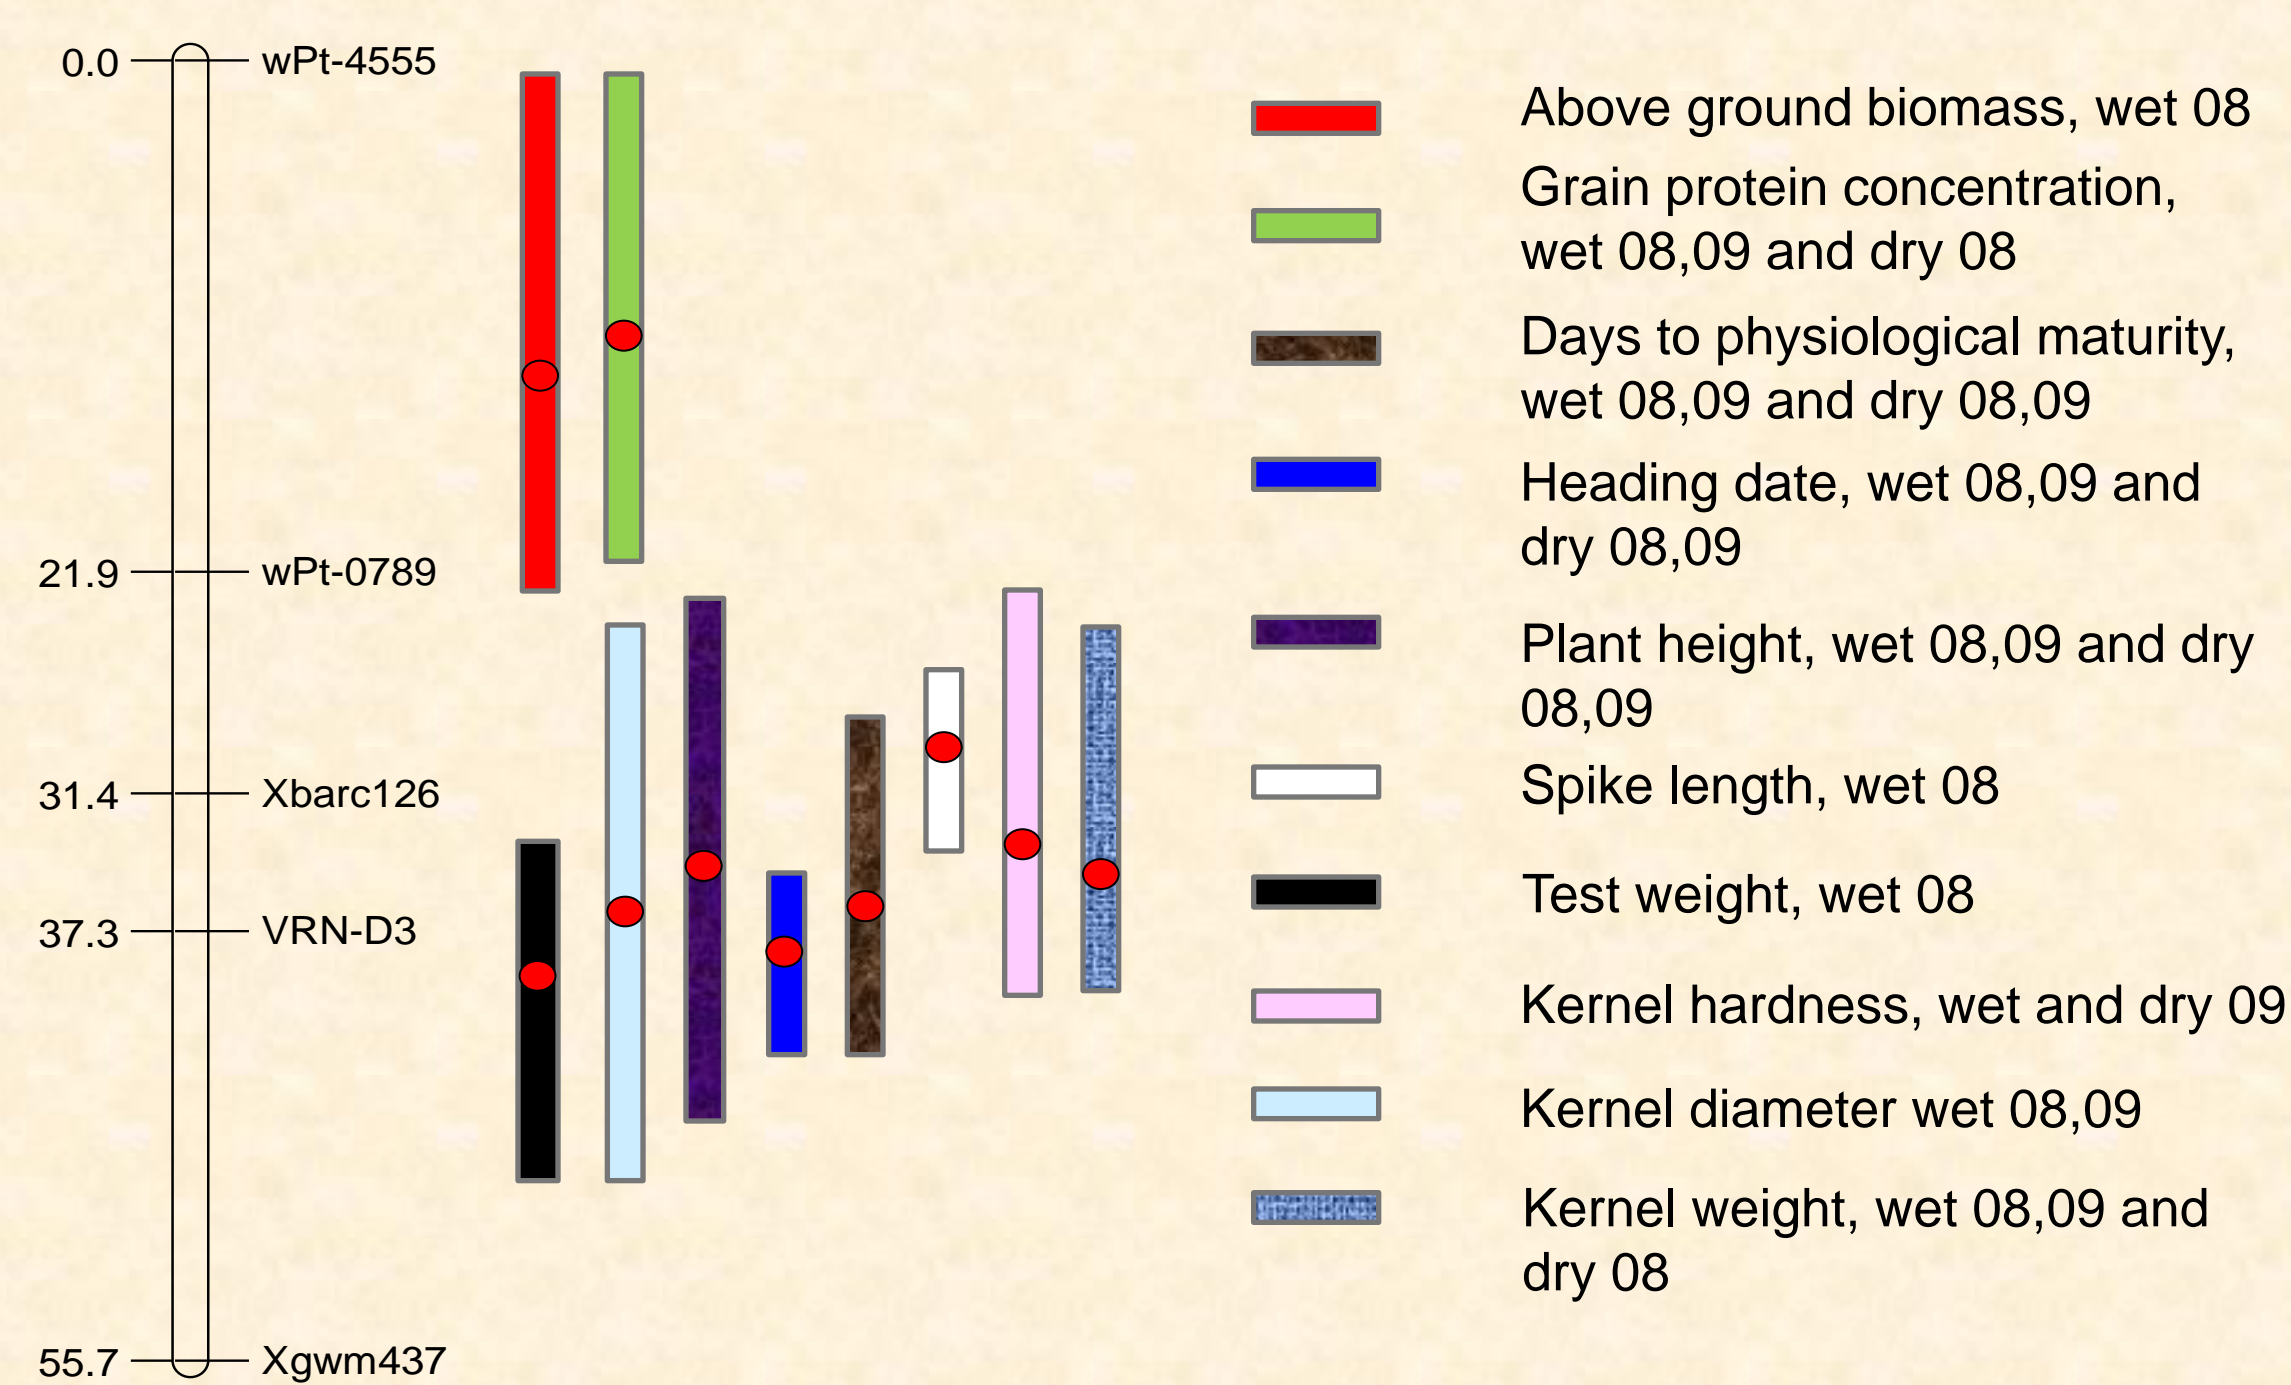 0.0 wPt-4555
21.9 wPt-0789
31.4 Xbarc126
37.3 VRN-D3
55.7 Xgwm437
Above ground biomass, wet 08
Grain protein concentration,
wet 08,09 and dry 08
Days to physiological maturity,
wet 08,09 and dry 08,09
Heading date, wet 08,09 and
dry 08,09
Plant height, wet 08,09 and dry
08,09
Spike length, wet 08
Test weight, wet 08
Kernel hardness, wet and dry 09
Kernel diameter wet 08,09
Kernel weight, wet 08,09 and
dry 08